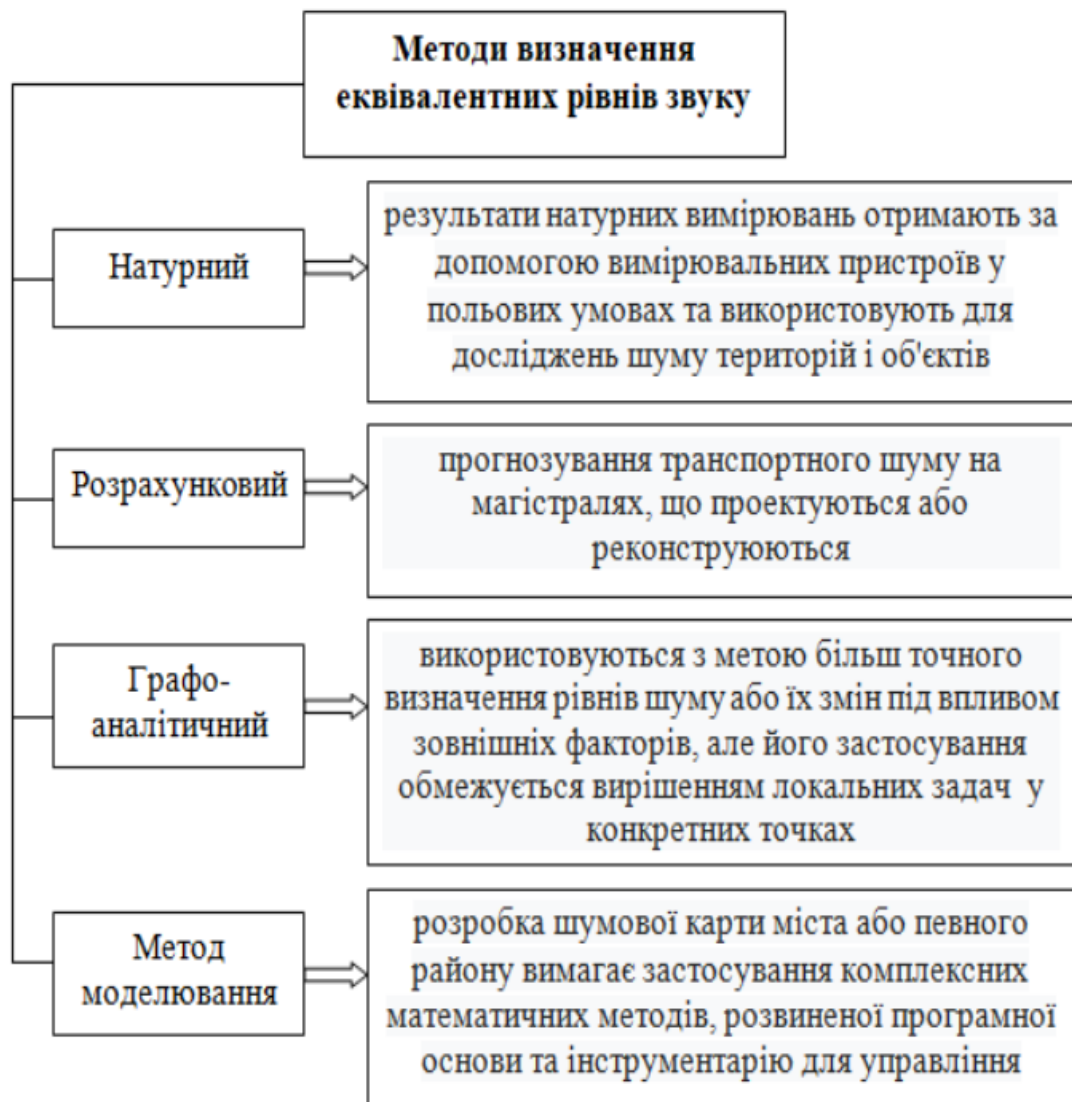 Методи визначення
еквівалентних рівнів звуку
Натурний
результати натурних вимірювань отримають за
допомогою вимірювальних пристроїв у
польових умовах та використовують для
досліджень шуму територій і об'єктів
Розрахунковий
прогнозування транспортного шуму на
магістралях, що проектуються або
реконструюються
Графо-
аналітичний
використовуються з метою більш точного
визначення рівнів шуму або їх змін під впливом
зовнішніх факторів, але його застосування
обмежується вирішенням локальних задач у
конкретних точках
Метод
моделювання
розробка шумової карти міста або певного
району вимагає застосування комплексних
математичних методів, розвиненої програмної
основи та інструментарію для управління